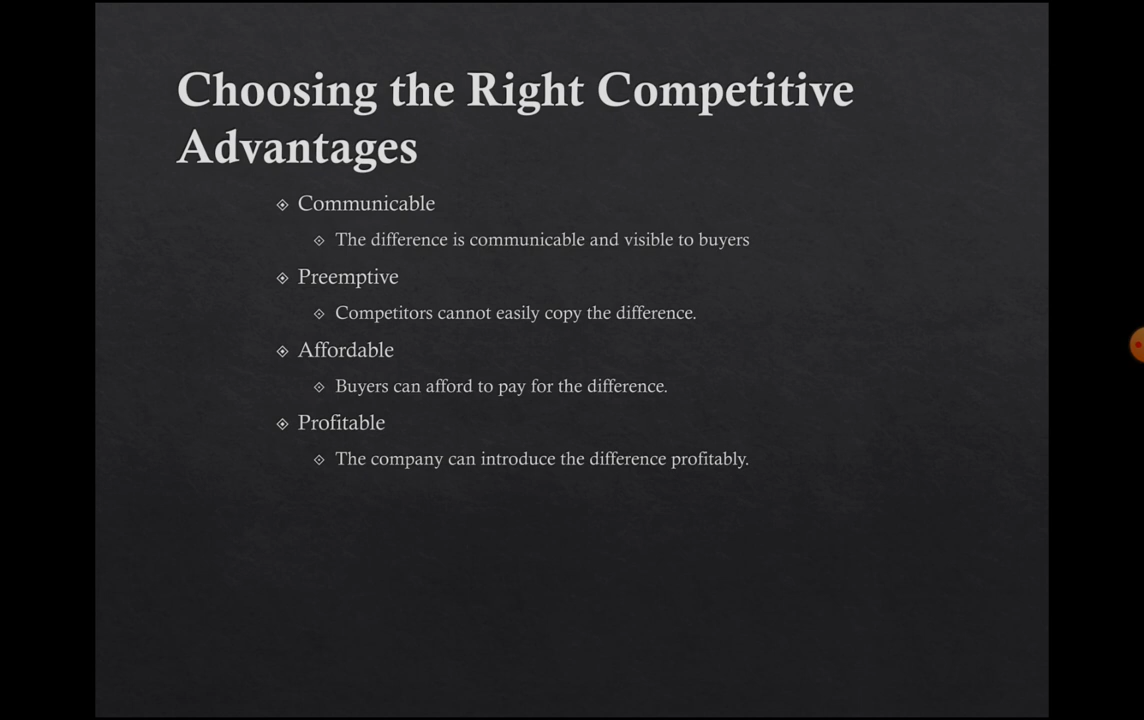 Choosing the Right Competitive
Advantages
Communicable
The difference is communicable and visible to buyers
Preemptive
Competitors cannot easily copy the difference.
Affordable
Buyers can afford to pay for the difference.
Profitable
The company can introduce the difference profitably.